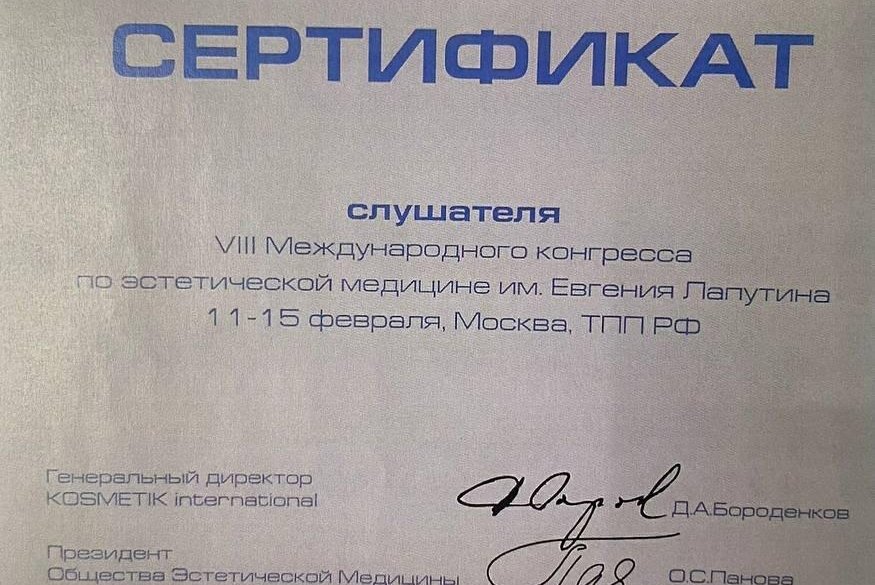 СЕРТИФИКАТ
слушателя
VIII Международного конгресса
по эстетической медицине им. Евгения Лапутина
11-15 февраля, Москва, ТПП РФ
Генеральный директор
KOSMETIK international
Д.А.Бороденков
Президент
Общества Эстетической Медицины
О.С.Панова